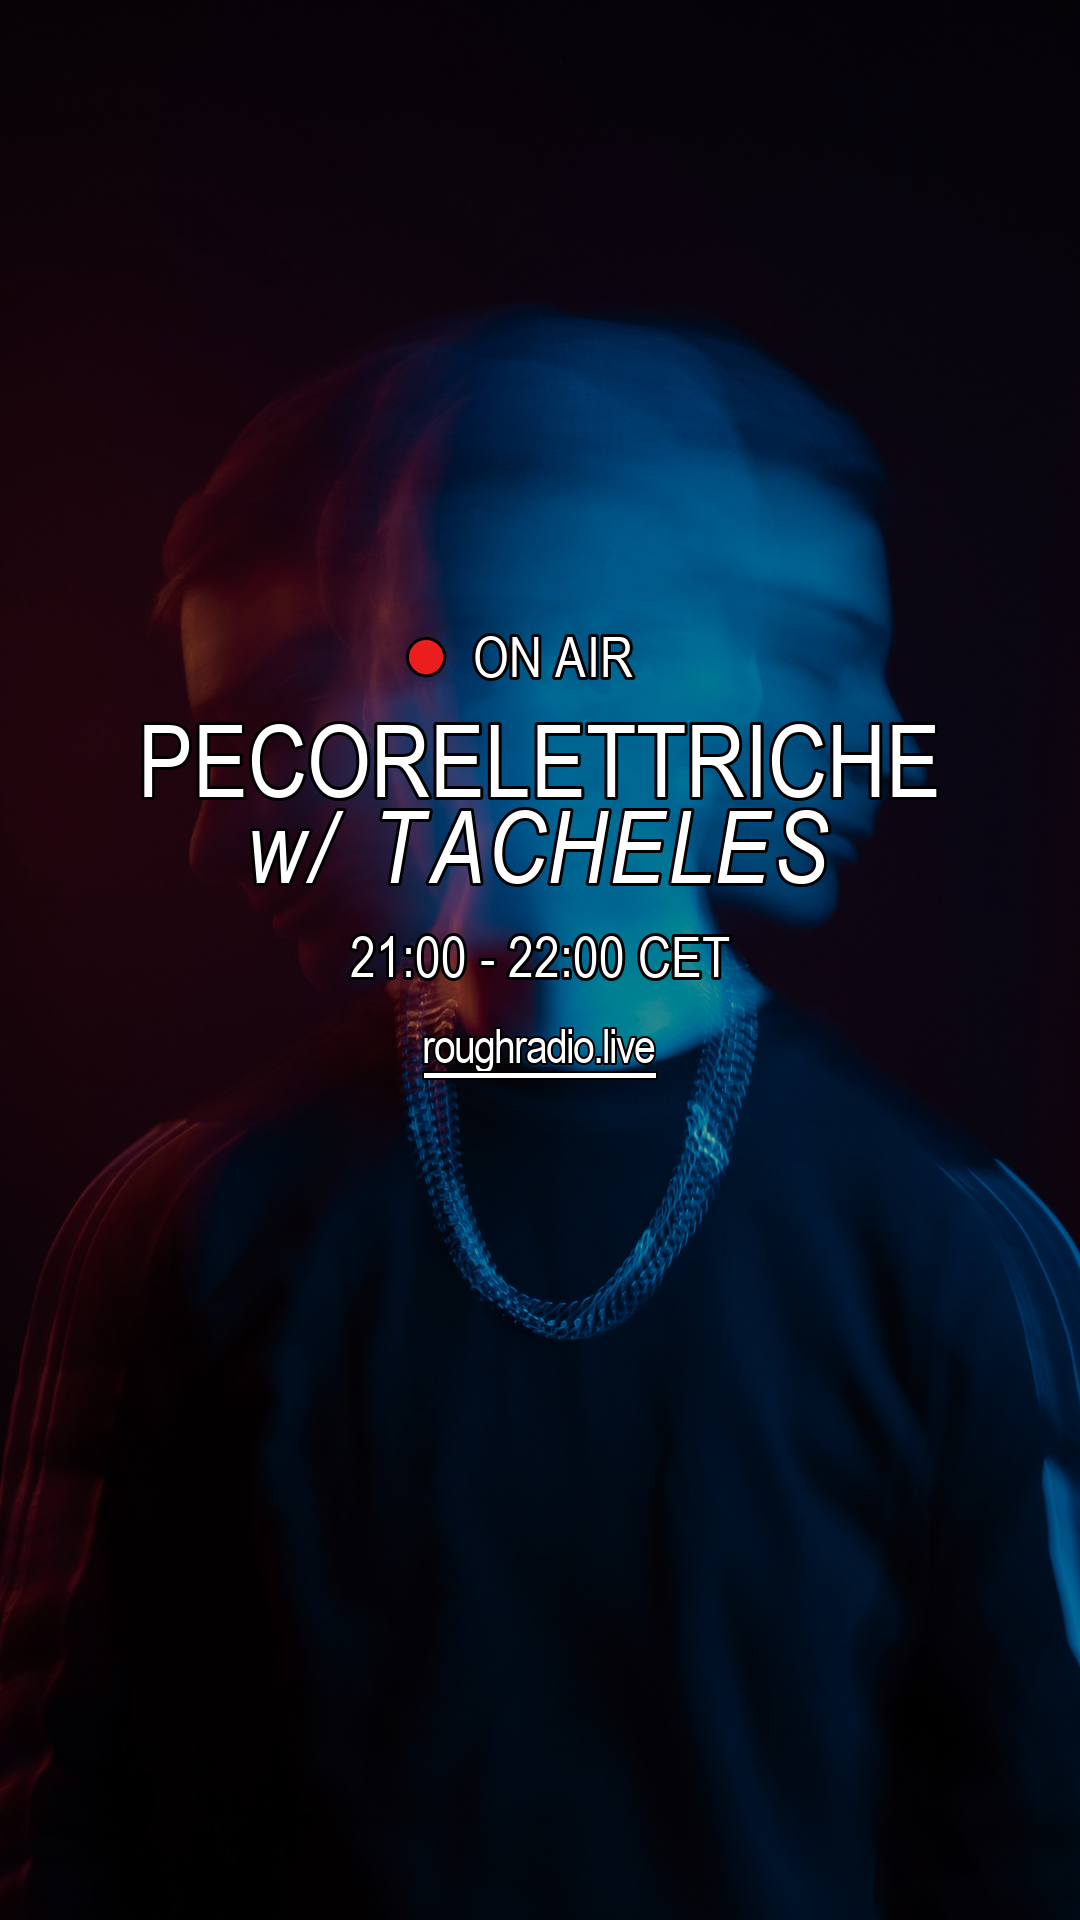 ON AIR
PECORELETTRICHE
w/ TACHELES
21:00 - 22:00 CET
roughradio.live